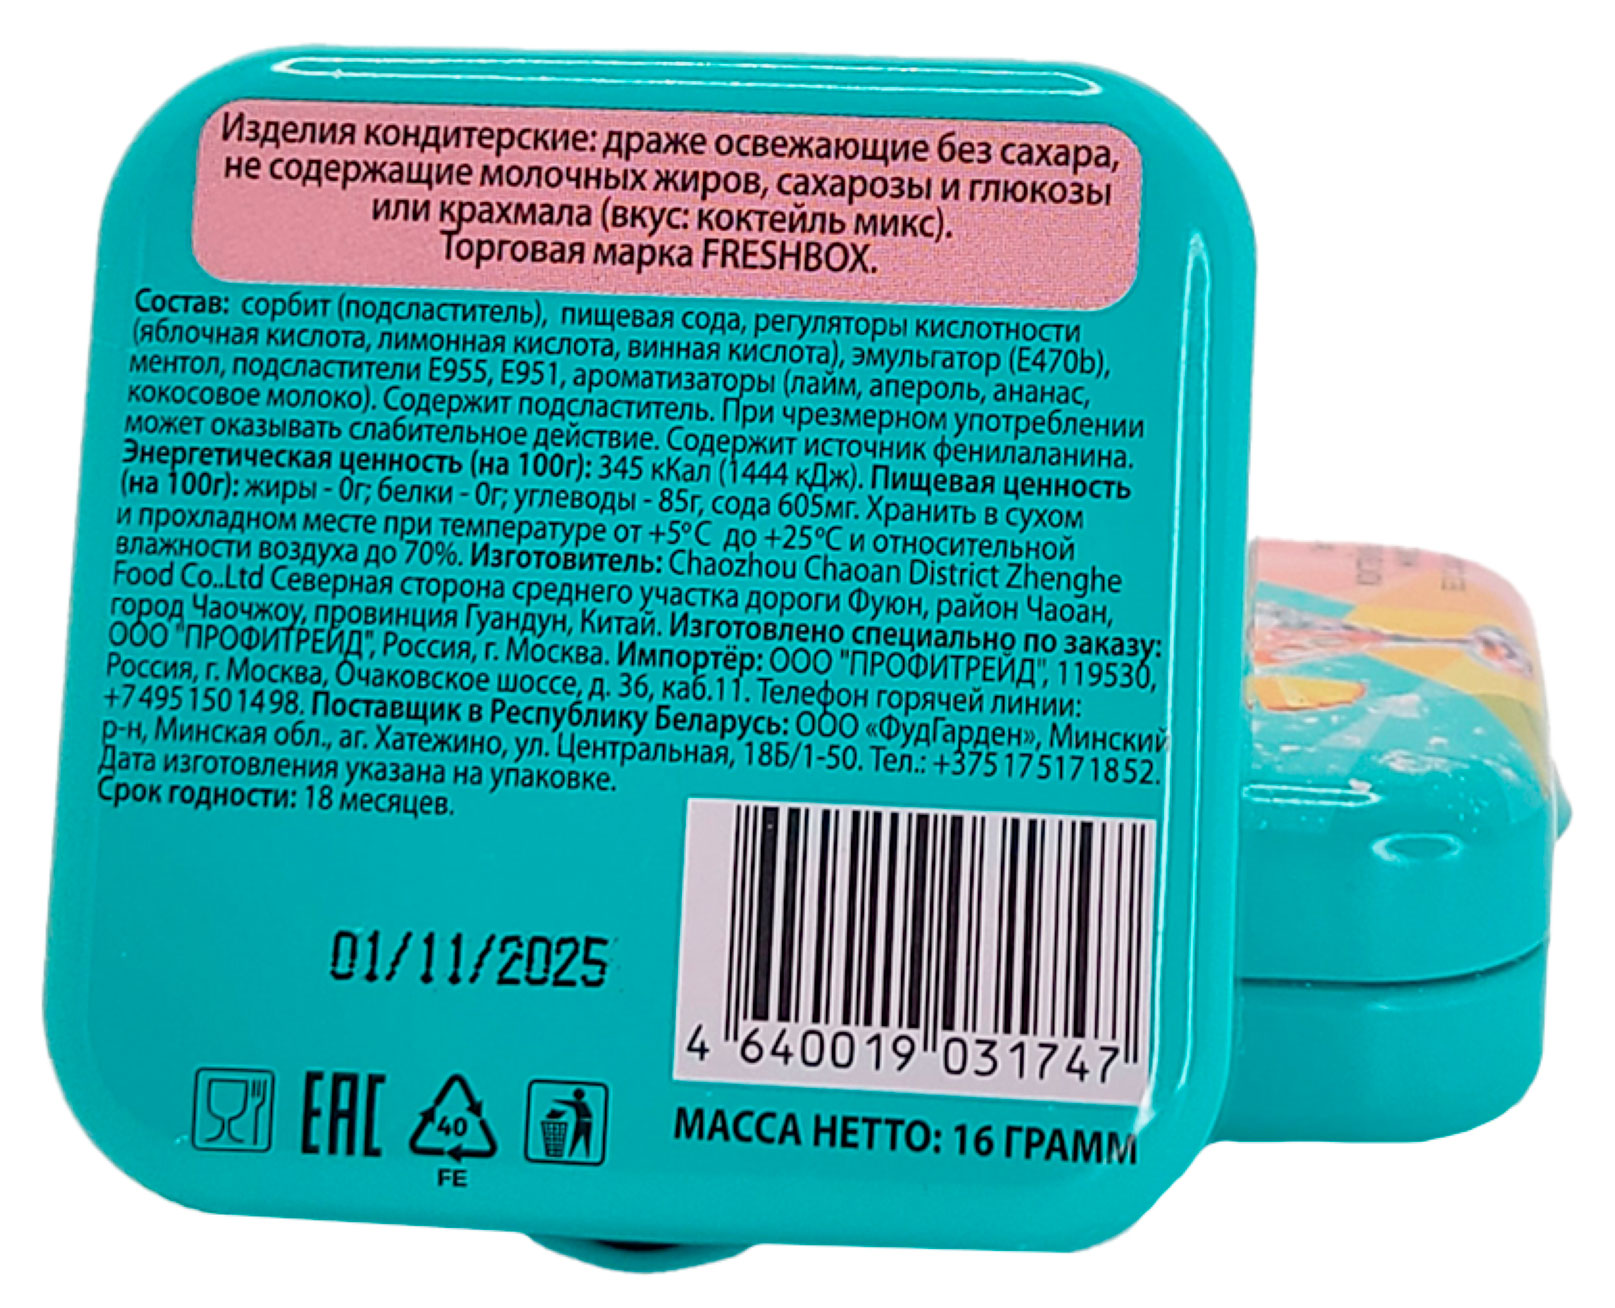 Изделия кондитерские: драже освежающие без сахара,
не содержащие молочных жиров, сахарозы и глюкозы
или крахмала (вкус: коктейль микс).
Торговая марка FRESHBOX.
Состав: сорбит (подсластитель), пищевая сода, регуляторы кислотности
(яблочная кислота, лимонная кислота, винная кислота), эмульгатор (E470b),
ментол, подсластители E955, E951, ароматизаторы (лайм, апероль, ананас,
кокосовое молоко). Содержит подсластитель. При чрезмерном употреблении
может оказывать слабительное действие. Содержит источник фенилаланина.
Энергетическая ценность (на 100г): 345 кКал (1444 кДж). Пищевая ценность
(на 100г): жиры - 0г; белки - 0г; углеводы - 85г, сода 605мг. Хранить в сухом
и прохладном месте при температуре от +5°C до +25°C и относительной
влажности воздуха до 70%. Изготовитель: Chaozhou Chaoan District Zhenghe
Food Co..Ltd Северная сторона среднего участка дороги Фуюн, район Чаоан,
город Чаочжоу, провинция Гуандун, Китай. Изготовлено специально по заказу:
ООО "ПРОФИТРЕЙД", Россия, г. Москва. Импортёр: ООО "ПРОФИТРЕЙД", 119530,
Россия, г. Москва, Очаковское шоссе, д. 36, каб.11. Телефон горячей линии:
+7 495 150 14 98. Поставщик в Республику Беларусь: ООО «ФудГарден», Минский
р-н, Минская обл., аг. Хатежино, ул. Центральная, 18Б/1-50. Тел.: +375 17 517 18 52.
Дата изготовления указана на упаковке.
Срок годности: 18 месяцев.
01/11/2025
4 640019 031747
EAC
40
FE
МАССА НЕТТО: 16 ГРАММ